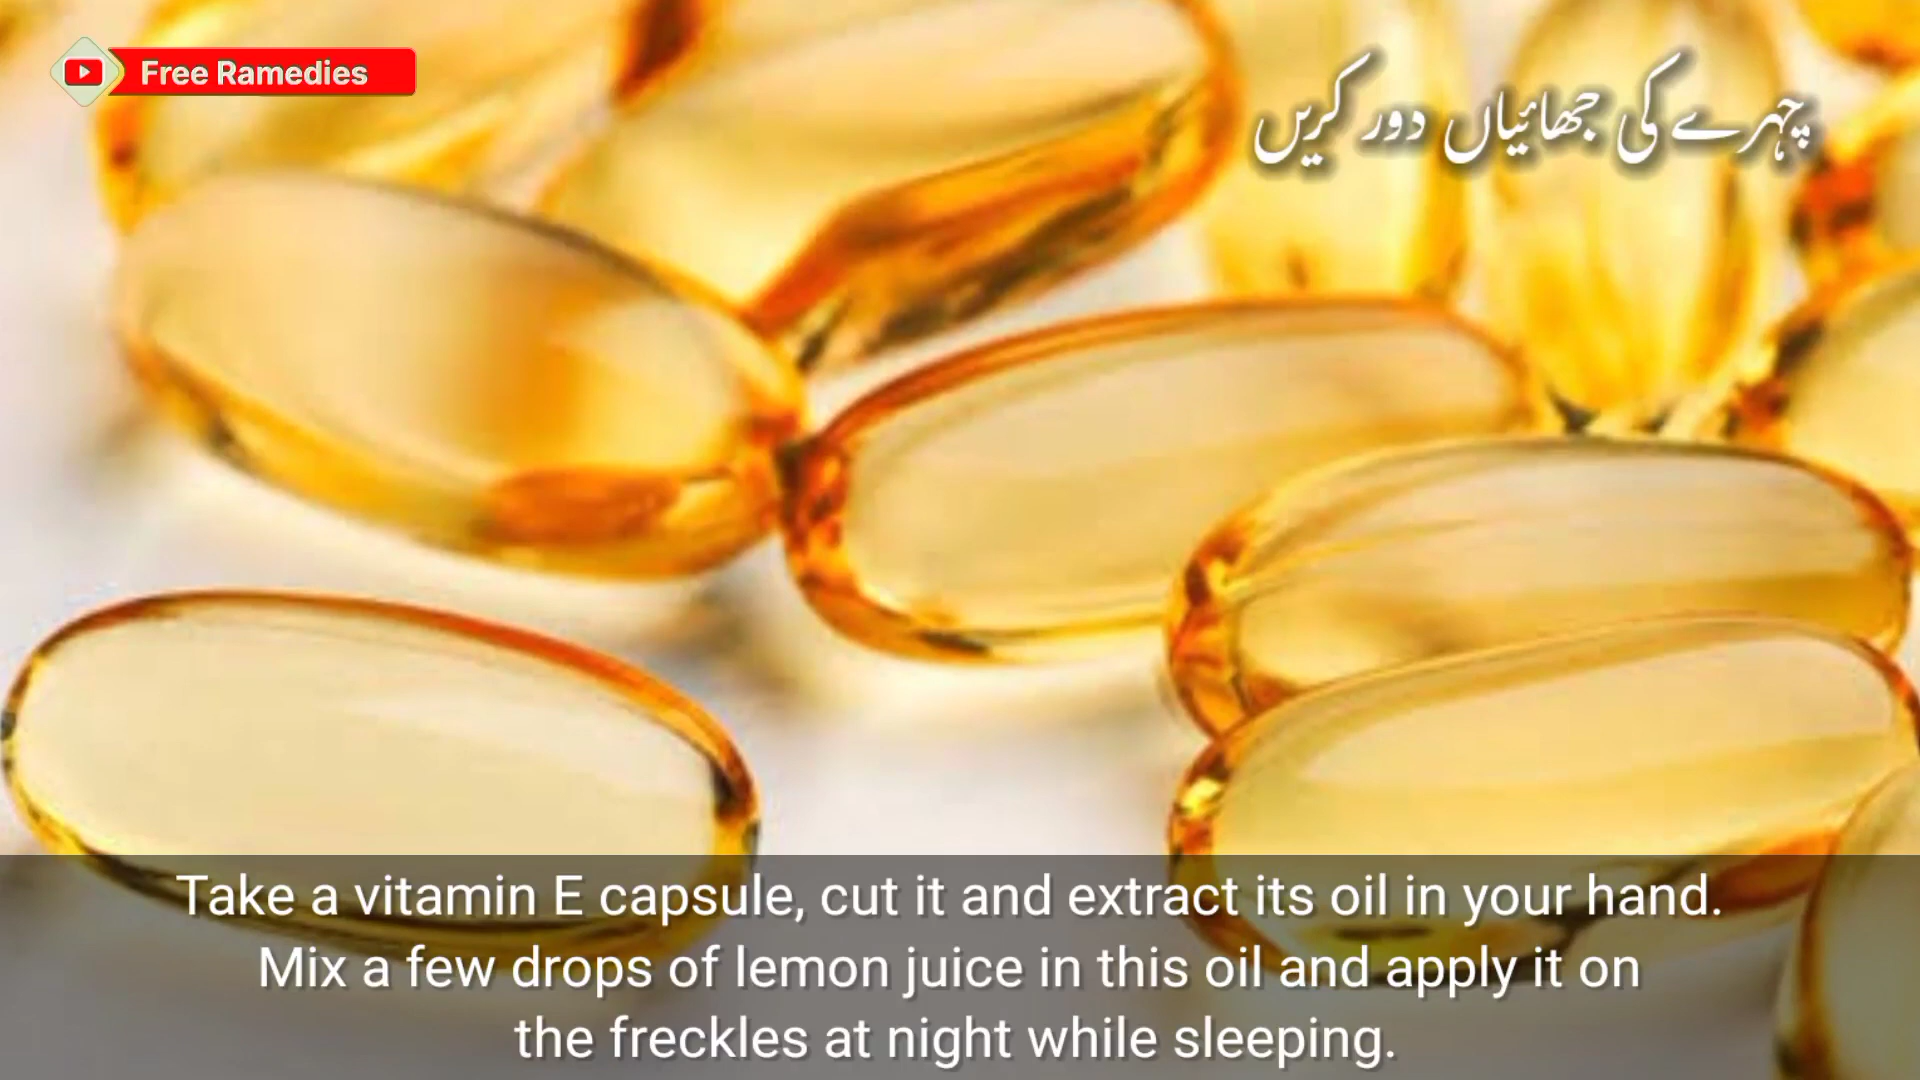 Free Ramedies
چہرے کی جھائیاں دور کریں
Take a vitamin E capsule, cut it and extract its oil in your hand.
Mix a few drops of lemon juice in this oil and apply it on
the freckles at night while sleeping.